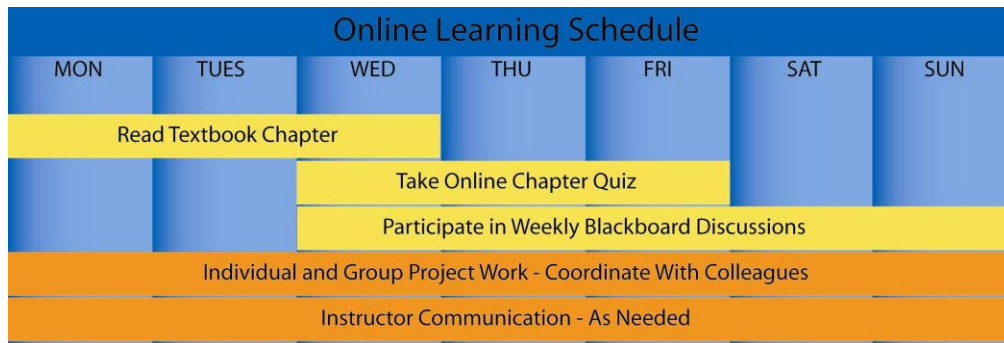 Online Learning Schedule
MON TUES WED THU FRI SAT SUN
Read Textbook Chapter
Take Online Chapter Quiz
Participate in Weekly Blackboard Discussions
Individual and Group Project Work - Coordinate With Colleagues
Instructor Communication - As Needed